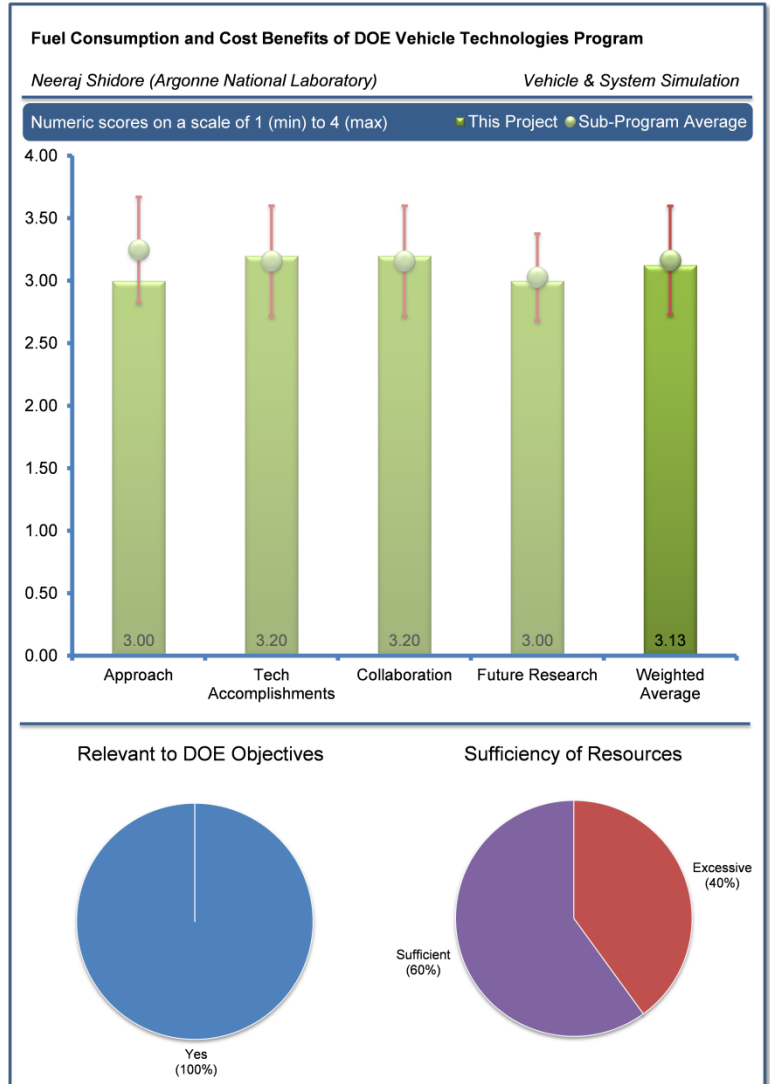 Fuel Consumption and Cost Benefits of DOE Vehicle Technologies Program
Neeraj Shidore (Argonne National Laboratory) Vehicle & System Simulation
Numeric scores on a scale of 1 (min) to 4 (max) This Project Sub-Program Average
4.00
3.50
3.00
2.50
2.00
1.50
1.00
0.50
0.00
3.00 3.20 3.20 3.00 3.13
Approach Tech Accomplishments Collaboration Future Research Weighted Average
Relevant to DOE Objectives Sufficiency of Resources
Excessive
(40%)
Sufficient
(60%)
Yes
(100%)